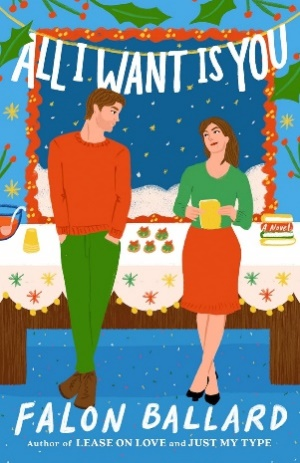 ALL I WANT IS YOU
A Novel
FALON BALLARD
Author of LEASE ON LOVE and JUST MY TYPE